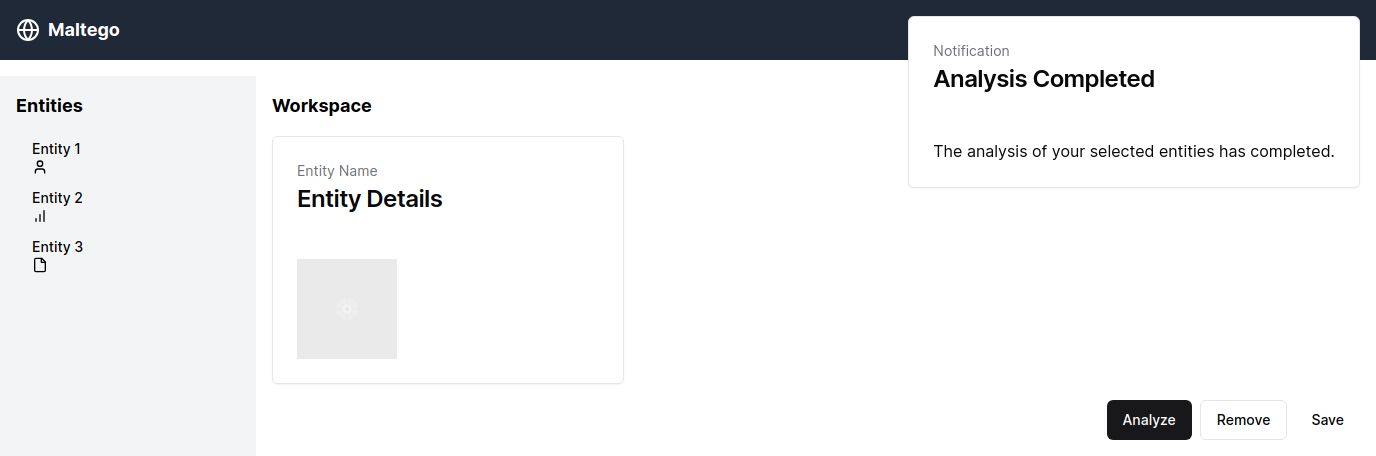 Maltego
Notification
Analysis Completed
The analysis of your selected entities has completed.
Entities
Entity 1
Entity 2
Entity 3
Workspace
Entity Name
Entity Details
Analyze
Remove
Save